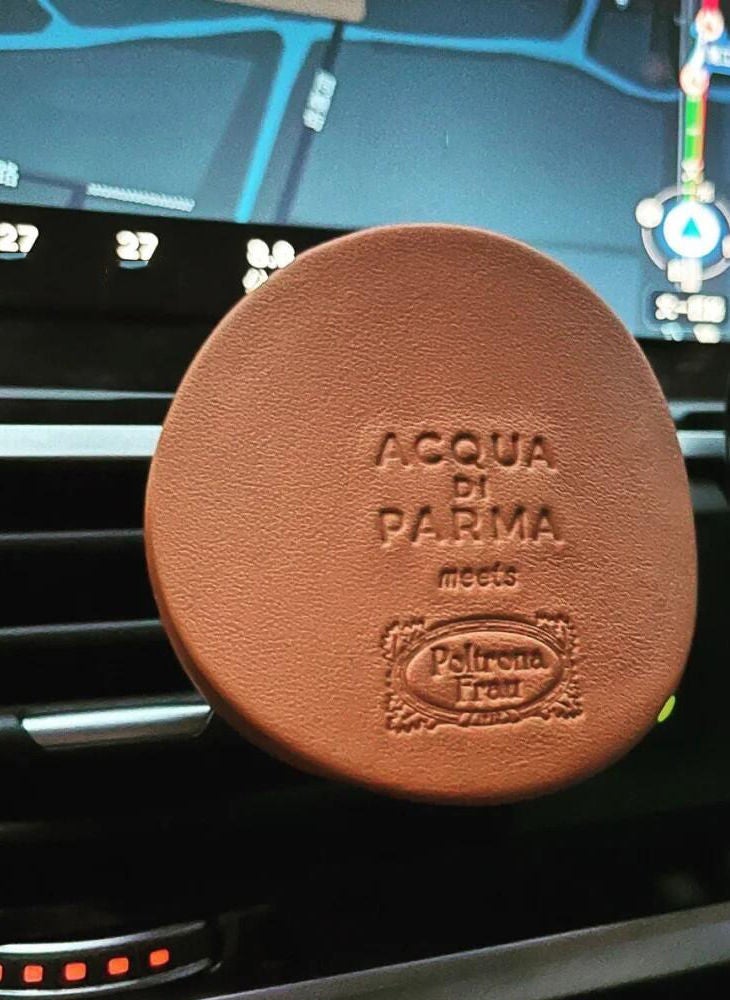 27
27
ACQUA
DI
PARMA
meets
Poltrona
Frau